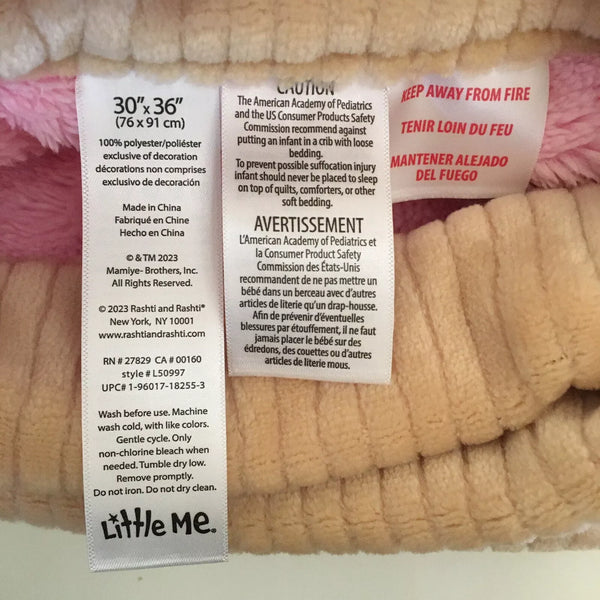 30”x 36”
(76 x 91 cm)
100% polyester/poliéster
exclusive of decoration
décorations non comprises
exclusivo de decoración
Made in China
Fabriqué en Chine
Hecho en China
© & TM 2023
Mamiye- Brothers, Inc.
All Rights Reserved.
© 2023 Rashti and Rashti®
New York, NY 10001
www.rashtiandrashti.com
RN # 27829 CA # 00160
style # L50997
UPC# 1-96017-18255-3
Wash before use. Machine
wash cold, with like colors.
Gentle cycle. Only
non-chlorine bleach when
needed. Tumble dry low.
Remove promptly.
Do not iron. Do not dry clean.
Little Me®
CAUTION
The American Academy of Pediatrics
and the US Consumer Products Safety
Commission recommend against
putting an infant in a crib with loose
bedding.
To prevent possible suffocation injury
infant should never be placed to sleep
on top of quilts, comforters, or other
soft bedding.
AVERTISSEMENT
L’American Academy of Pediatrics et
la Consumer Product Safety
Commission des États-Unis
recommandent de ne pas mettre un
bébé dans un berceau avec d’autres
articles de literie qu’un drap-housse.
Afin de prévenir d’éventuelles
blessures par étouffement, il ne faut
jamais placer le bébé sur des
édredons, des couettes ou d’autres
articles de literie mous.
KEEP AWAY FROM FIRE
TENIR LOIN DU FEU
MANTENER ALEJADO
DEL FUEGO